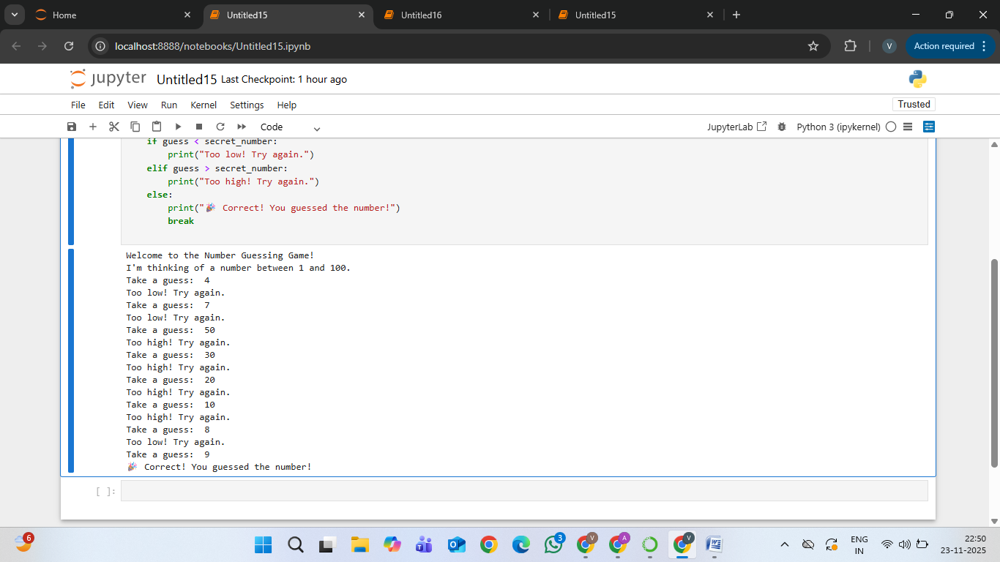 Home
Untitled15
Untitled16
Untitled15
localhost:8888/notebooks/Untitled15.ipynb
V
Action required
jupyter Untitled15 Last Checkpoint: 1 hour ago
File Edit View Run Kernel Settings Help
Trusted
Code
JupyterLab
Python 3 (ipykernel)
if guess < secret_number:
print("Too low! Try again.")
elif guess > secret_number:
print("Too high! Try again.")
else:
print("🎉 Correct! You guessed the number!")
break
Welcome to the Number Guessing Game!
I'm thinking of a number between 1 and 100.
Take a guess: 4
Too low! Try again.
Take a guess: 7
Too low! Try again.
Take a guess: 50
Too high! Try again.
Take a guess: 30
Too high! Try again.
Take a guess: 20
Too high! Try again.
Take a guess: 10
Too high! Try again.
Take a guess: 8
Too low! Try again.
Take a guess: 9
🎉 Correct! You guessed the number!
[ ]:
6
3
V
A
V
ENG
IN
22:50
23-11-2025